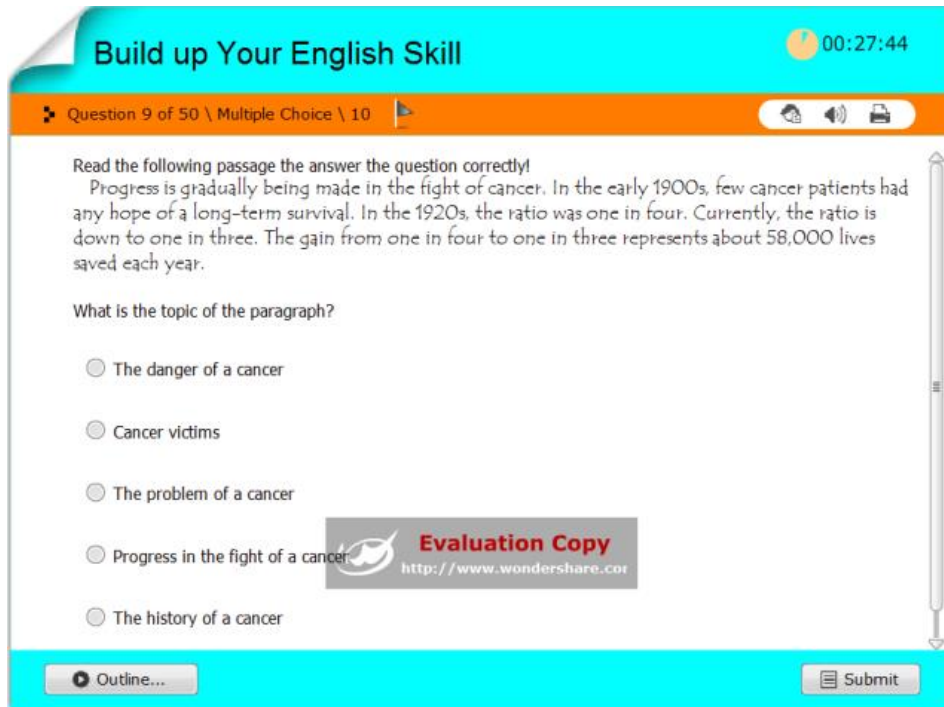 Build up Your English Skill
00:27:44
Question 9 of 50 \ Multiple Choice \ 10
Read the following passage the answer the question correctly!
Progress is gradually being made in the fight of cancer. In the early 1900s, few cancer patients had
any hope of a long-term survival. In the 1920s, the ratio was one in four. Currently, the ratio is
down to one in three. The gain from one in four to one in three represents about 58,000 lives
saved each year.
What is the topic of the paragraph?
The danger of a cancer
Cancer victims
The problem of a cancer
Progress in the fight of a cancer
Evaluation Copy
http://www.wondershare.cor
The history of a cancer
Outline...
Submit